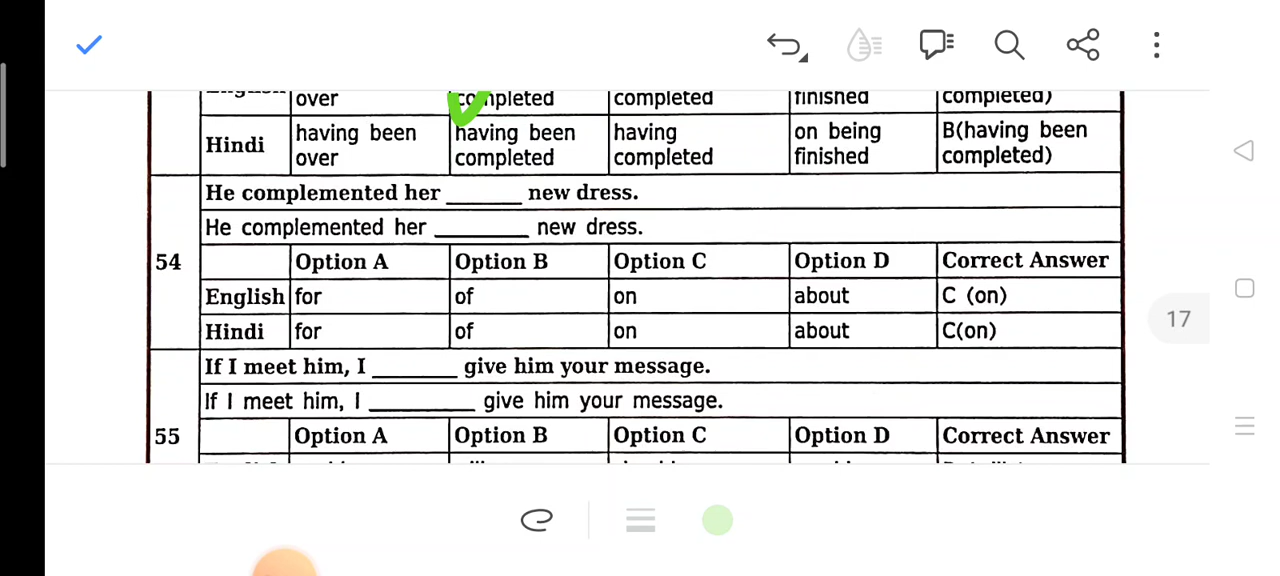 over completed completed finished completed)
Hindi having been over having been completed having completed on being finished B(having been completed)
He complemented her _______ new dress.
He complemented her _________ new dress.
54
Option A Option B Option C Option D Correct Answer
English for of on about C (on)
Hindi for of on about C(on)
If I meet him, I ________ give him your message.
If I meet him, I __________ give him your message.
55
Option A Option B Option C Option D Correct Answer
17